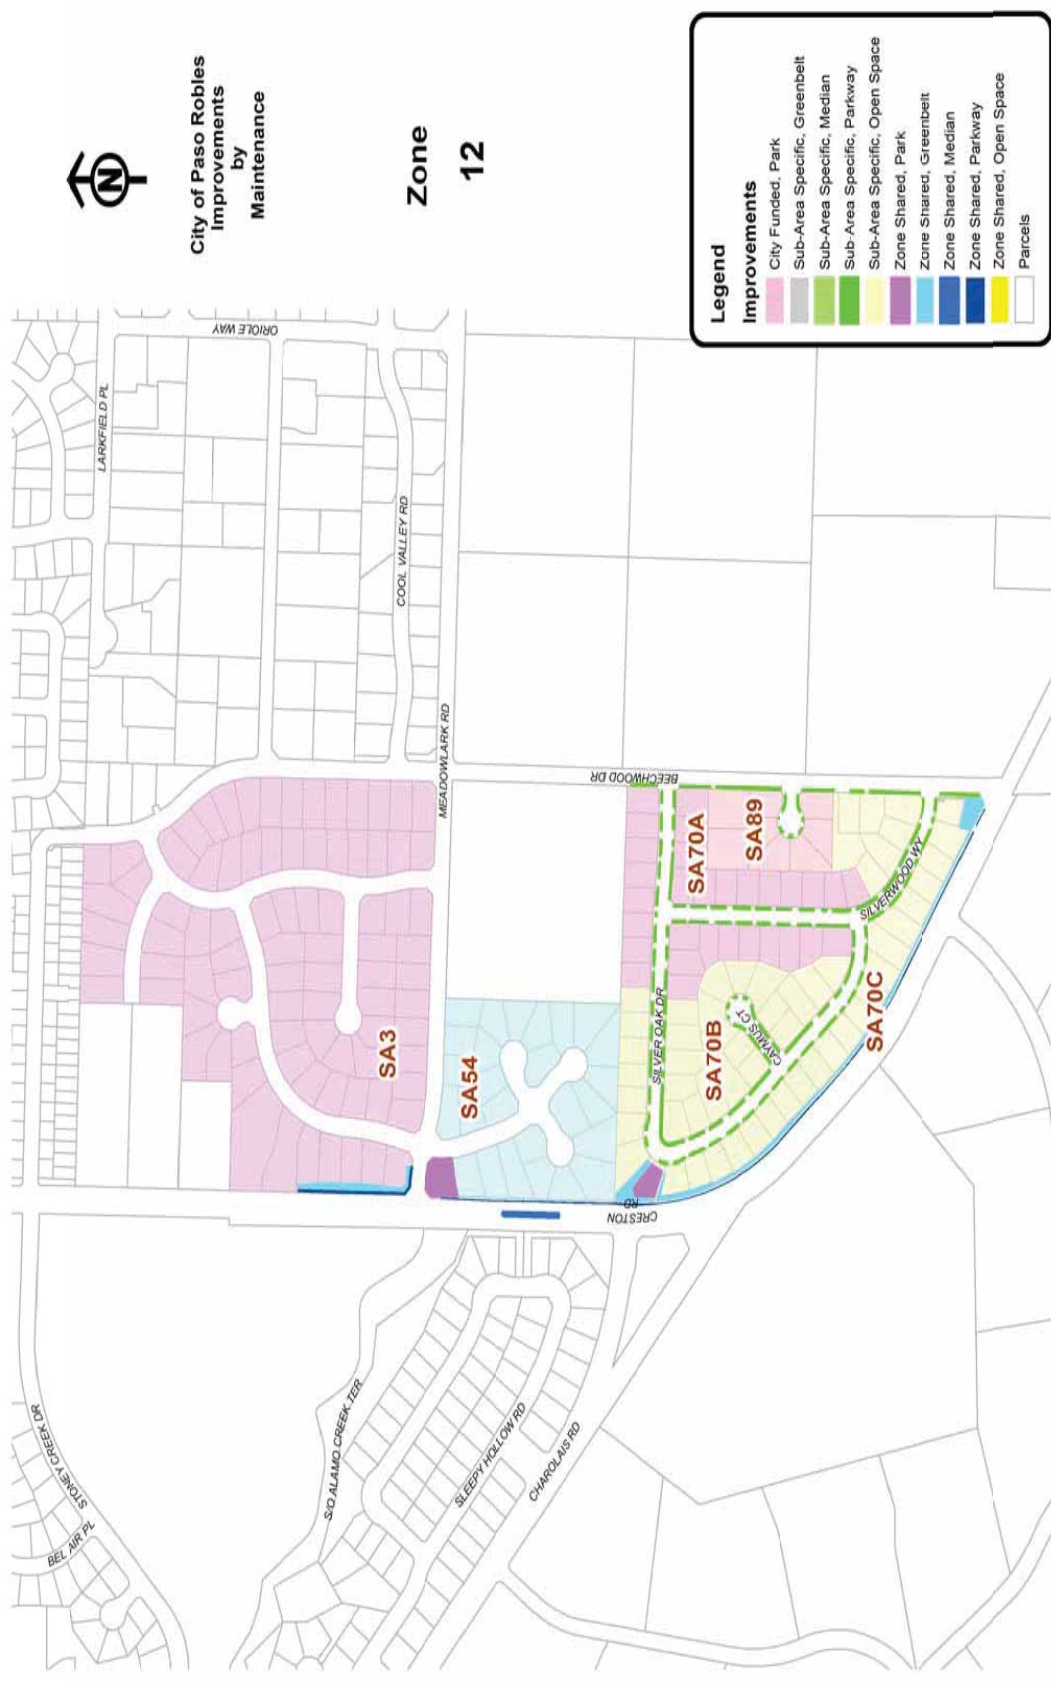 N
City of Paso Robles
Improvements
by
Maintenance
Zone
12
Legend
Improvements
City Funded, Park
Sub-Area Specific, Greenbelt
Sub-Area Specific, Median
Sub-Area Specific, Parkway
Sub-Area Specific, Open Space
Zone Shared, Park
Zone Shared, Greenbelt
Zone Shared, Median
Zone Shared, Parkway
Zone Shared, Open Space
Parcels
ORIOLE WAY
LARKFIELD PL
COOL VALLEY RD
MEADOWLARK RD
BEECHWOOD DR
SA3
SA54
SA70A
SA89
SA70B
SA70C
SILVER OAK DR
CAYMUS CT
SILVERWOOD WY
CRESTON
RD
STONEY CREEK DR
BEL AIR PL
S/O ALAMO CREEK TER
SLEEPY HOLLOW RD
CHAROLAIS RD